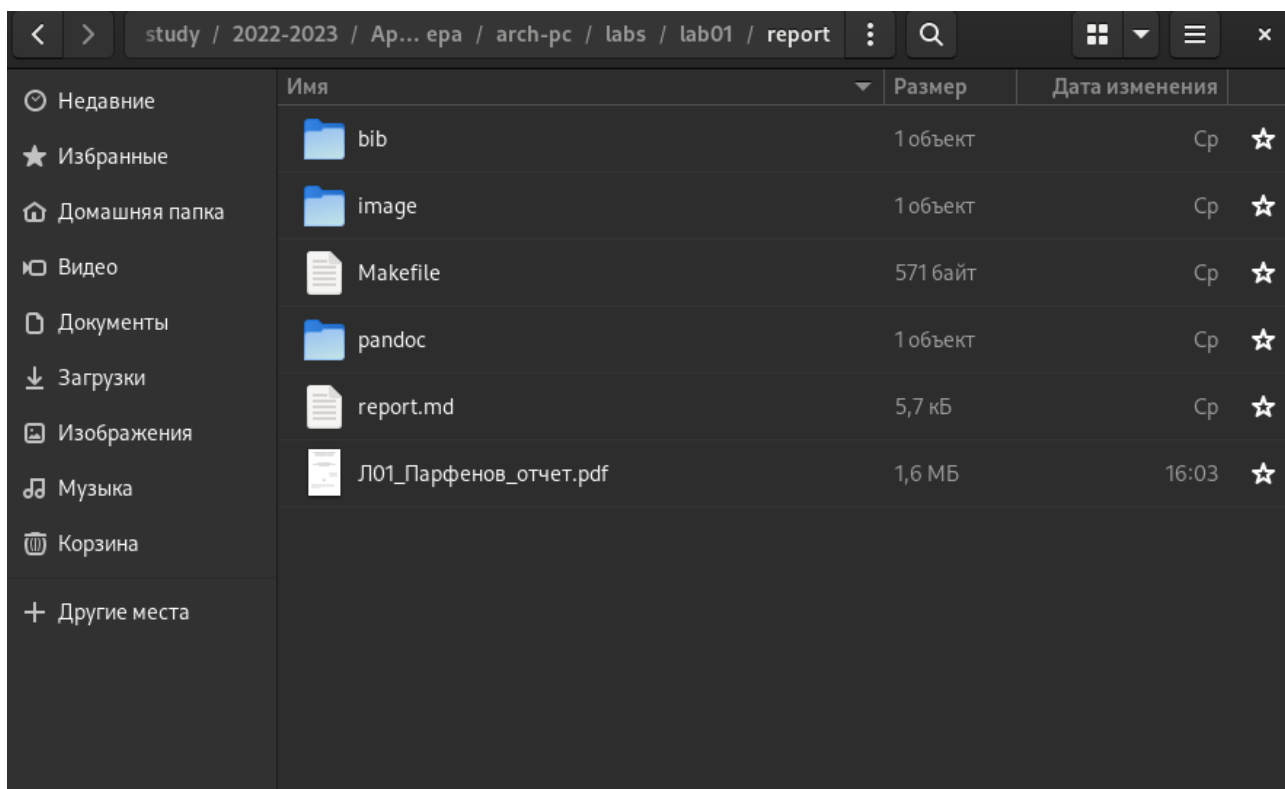 study / 2022-2023 / Ap... ера / arch-pc / labs / lab01 / report
Недавние
Избранные
Домашняя папка
Видео
Документы
Загрузки
Изображения
Музыка
Корзина
Другие места
Имя Размер Дата изменения
bib 1 объект Ср
image 1 объект Ср
Makefile 571 байт Ср
pandoc 1 объект Ср
report.md 5,7 кБ Ср
Л01_Парфенов_отчет.pdf 1,6 МБ 16:03